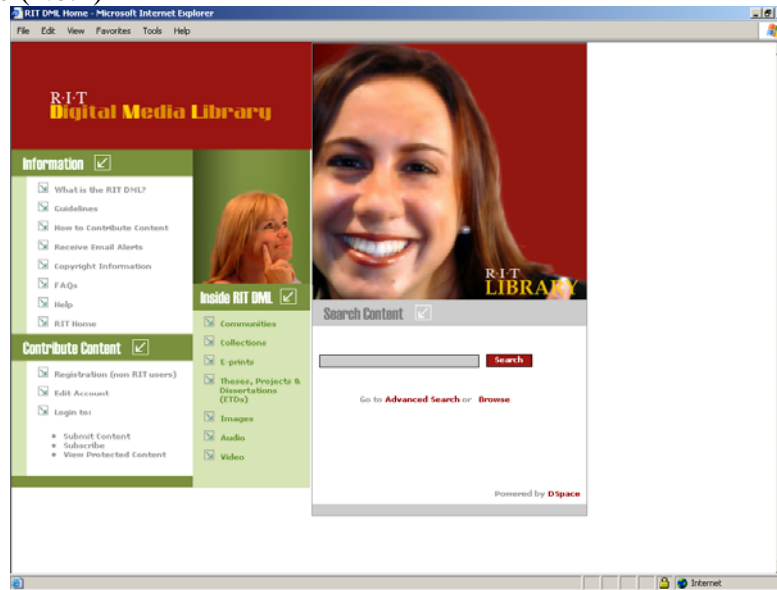 RIT DML Home - Microsoft Internet Explorer
File Edit View Favorites Tools Help
R·I·T
Digital Media Library
Information
What is the RIT DML?
Guidelines
How to Contribute Content
Receive Email Alerts
Copyright Information
FAQs
Help
RIT Home
Contribute Content
Registration (non RIT users)
Edit Account
Login to:
Submit Content
Subscribe
View Protected Content
Inside RIT DML
Communities
Collections
E-prints
Theses, Projects &
Dissertations
(ETDs)
Images
Audio
Video
R·I·T
LIBRARY
Search Content
Search
Go to Advanced Search or Browse
Powered by DSpace
Internet